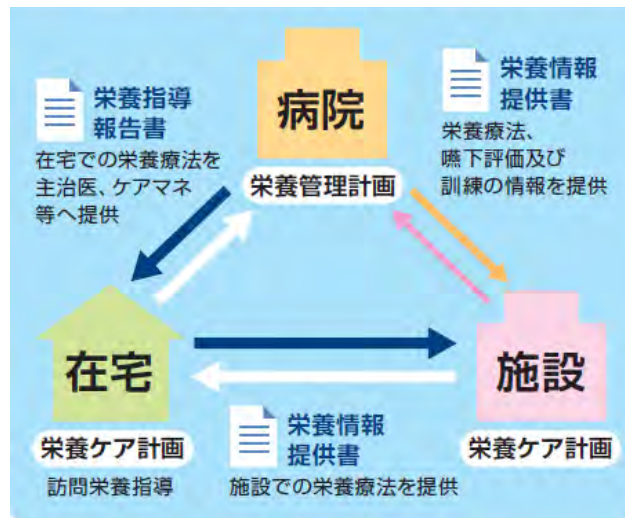 栄養指導
報告書
在宅での栄養療法を
主治医、ケアマネ
等へ提供
病院
栄養管理計画
栄養情報
提供書
栄養療法、
嚥下評価及び
訓練の情報を提供
在宅
栄養ケア計画
訪問栄養指導
栄養情報
提供書
施設での栄養療法を提供
施設
栄養ケア計画